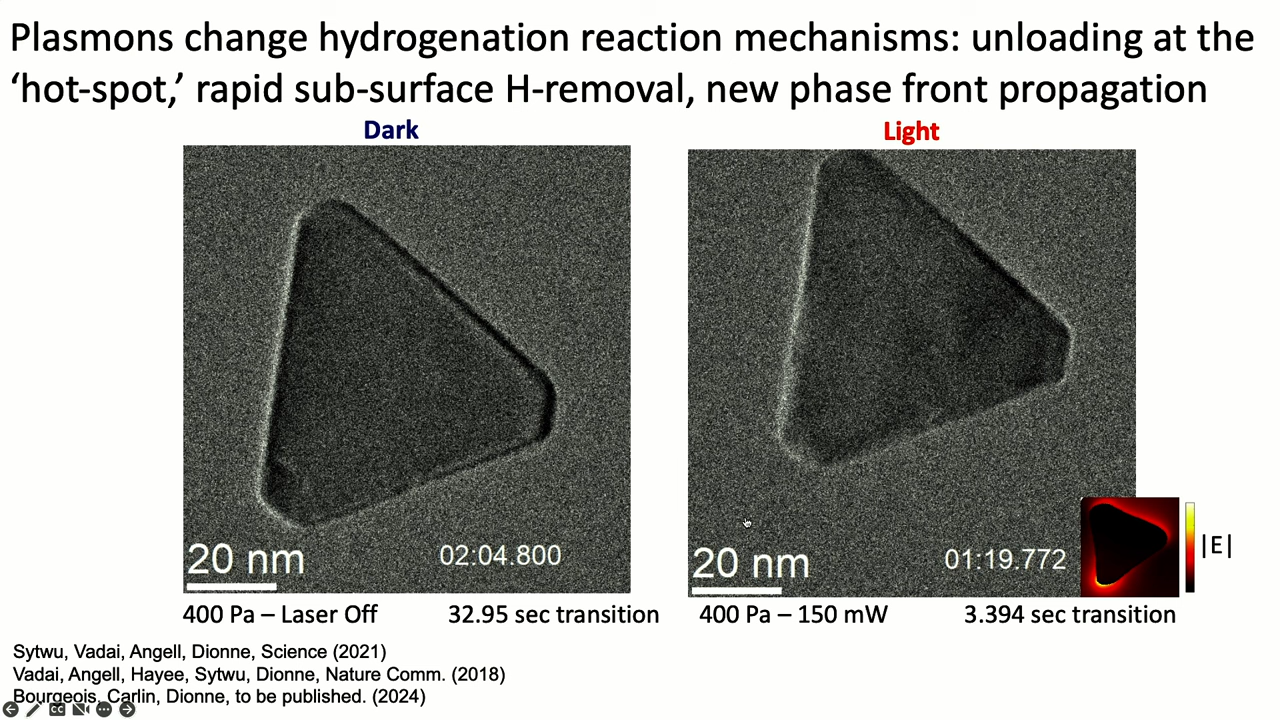 Plasmons change hydrogenation reaction mechanisms: unloading at the
‘hot-spot,’ rapid sub-surface H-removal, new phase front propagation
Dark
Light
20 nm
02:04.800
20 nm
01:19.772
|E|
400 Pa – Laser Off
32.95 sec transition
400 Pa – 150 mW
3.394 sec transition
Sytwu, Vadai, Angell, Dionne, Science (2021)
Vadai, Angell, Hayee, Sytwu, Dionne, Nature Comm. (2018)
Bourgeois, Carlin, Dionne, to be published. (2024)
CC